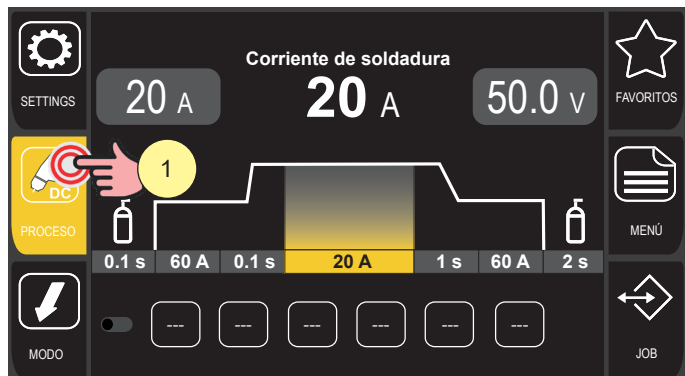 SETTINGS
PROCESO
DC
MODO
Corriente de soldadura
20 A
20 A
50.0 V
1
0.1 s 60 A 0.1 s 20 A 1 s 60 A 2 s
--- --- --- --- --- ---
FAVORITOS
MENÚ
JOB